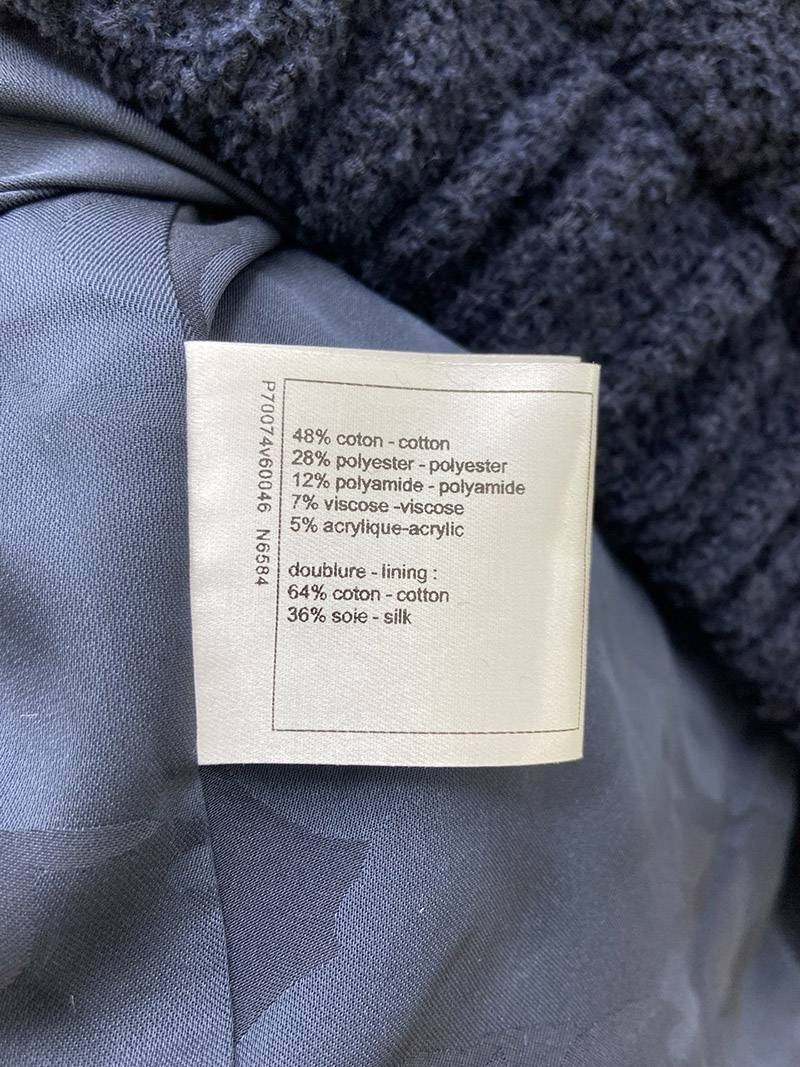 P70074V60046 N6584
48% coton - cotton
28% polyester - polyester
12% polyamide - polyamide
7% viscose -viscose
5% acrylique-acrylic
doublure - lining :
64% coton - cotton
36% soie - silk